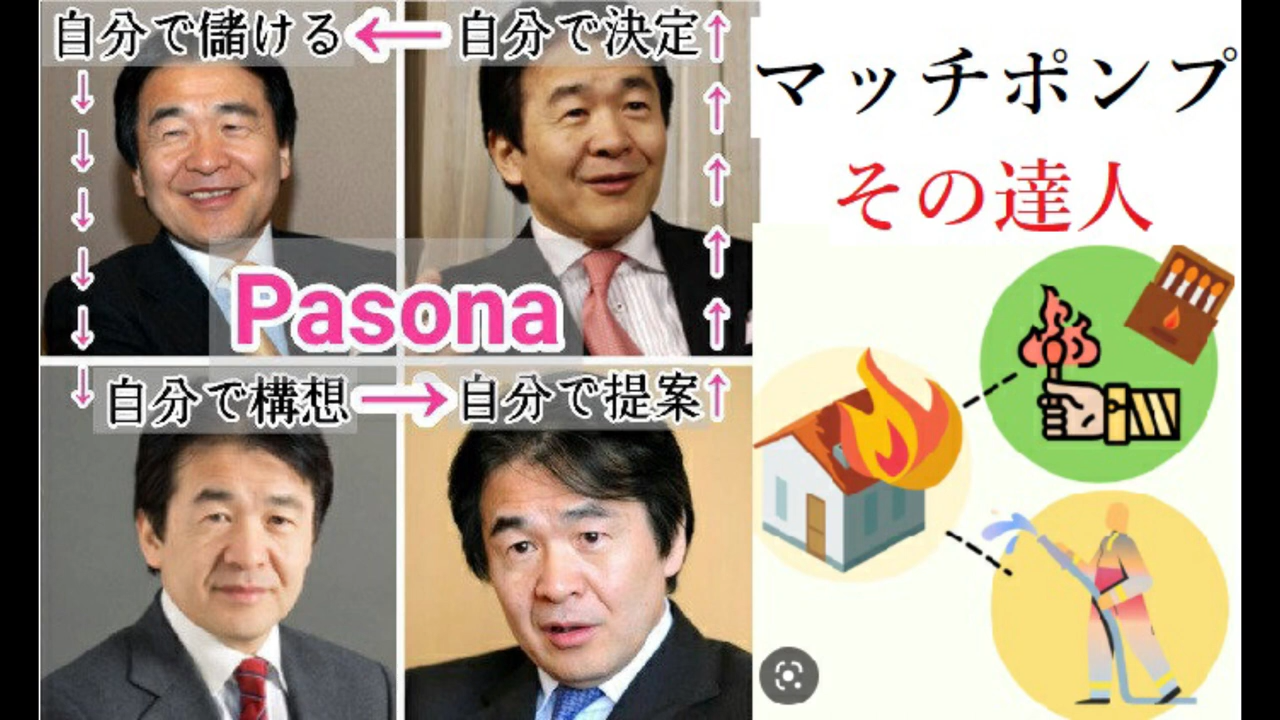 自分で儲ける←自分で決定↑
マッチポンプ
その達人
Pasona
自分で構想→自分で提案↑